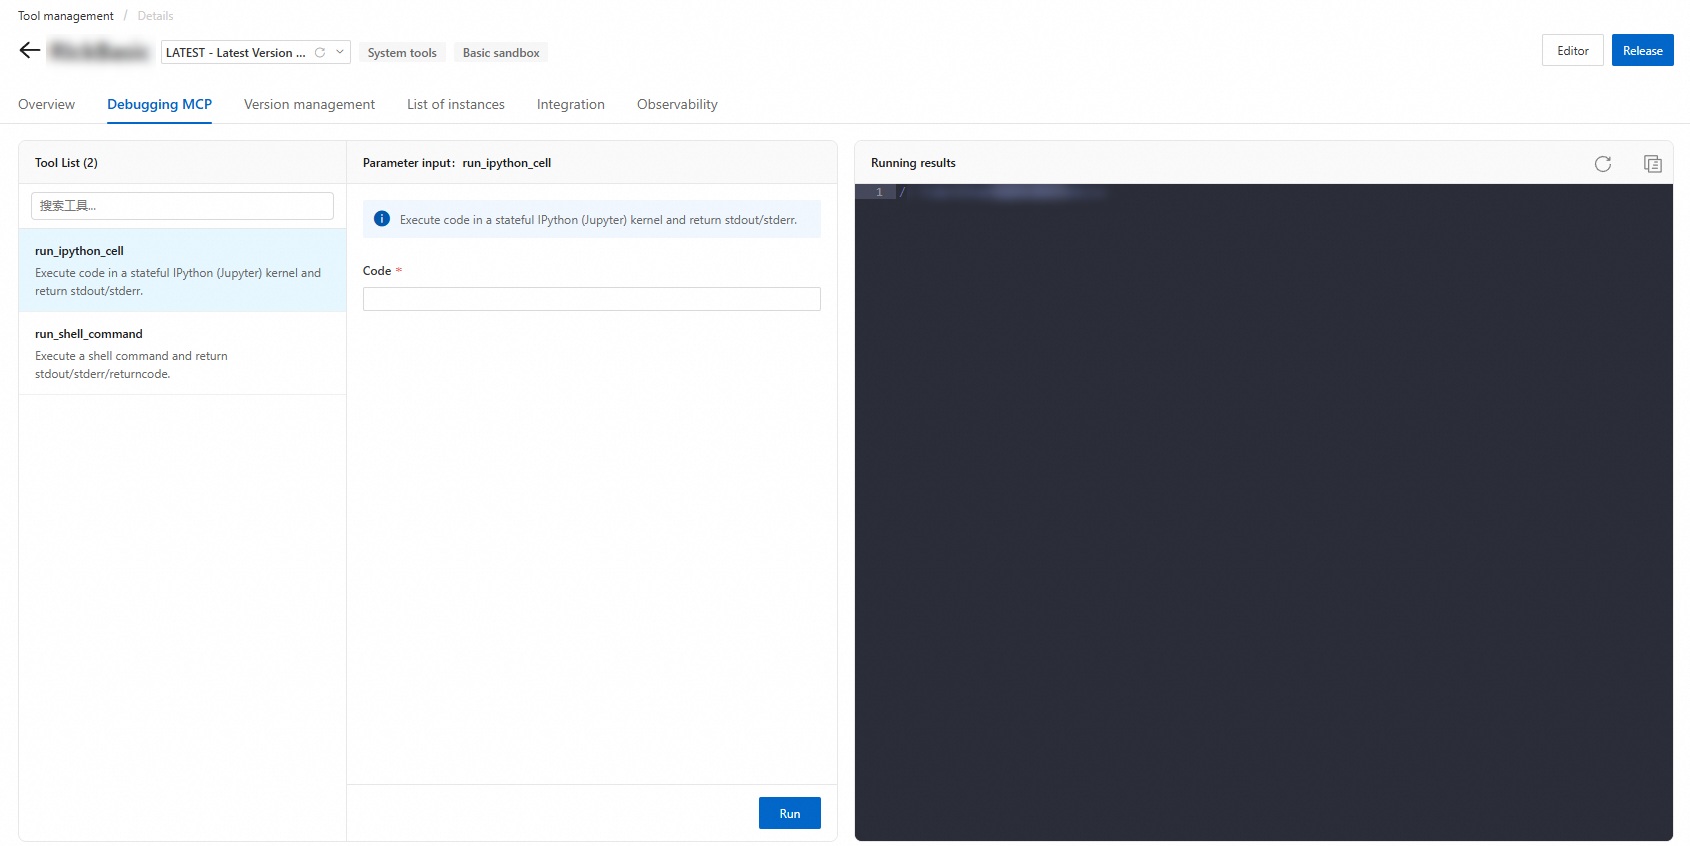 Tool management / Details
LATEST - Latest Version ... System tools Basic sandbox Editor Release
Overview Debugging MCP Version management List of instances Integration Observability
Tool List (2)
搜索工具...
run_ipython_cell
Execute code in a stateful IPython (Jupyter) kernel and
return stdout/stderr.
run_shell_command
Execute a shell command and return
stdout/stderr/returncode.
Parameter input: run_ipython_cell
Execute code in a stateful IPython (Jupyter) kernel and return stdout/stderr.
Code *
Run
Running results
1 /